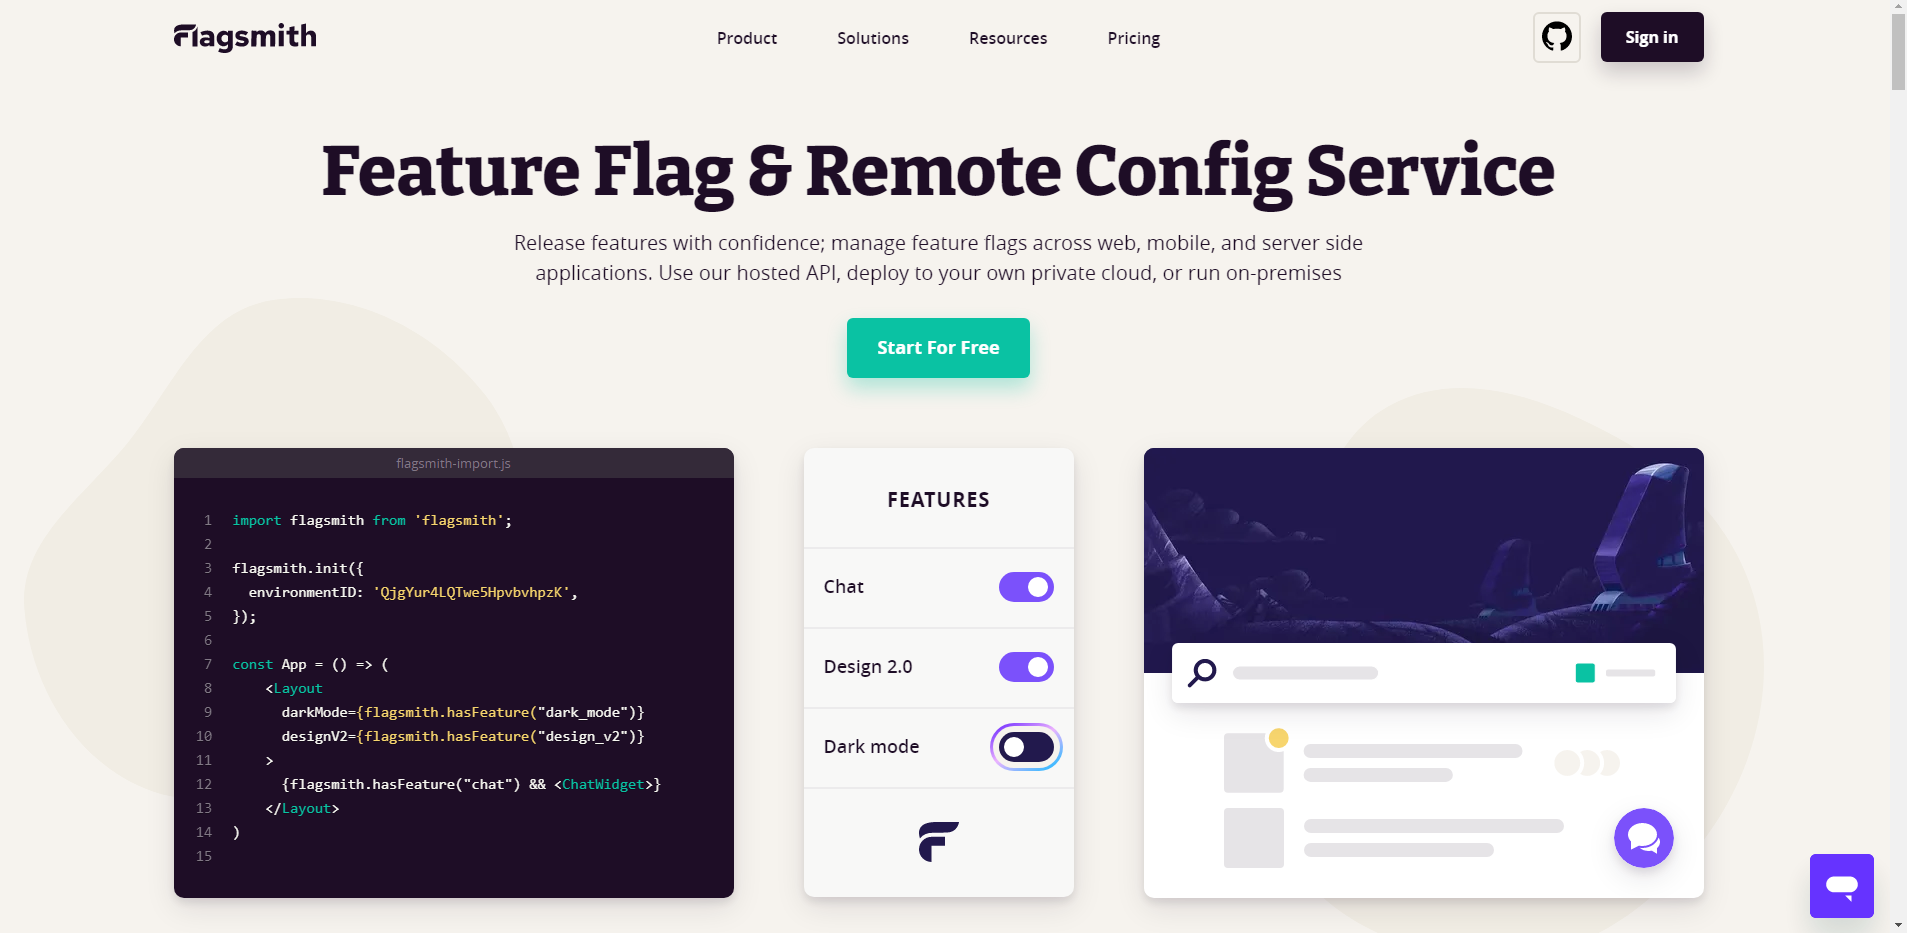 Flagsmith
Product
Solutions
Resources
Pricing
Sign in
Feature Flag & Remote Config Service
Release features with confidence; manage feature flags across web, mobile, and server side
applications. Use our hosted API, deploy to your own private cloud, or run on-premises
Start For Free
flagsmith-import.js
1 import flagsmith from 'flagsmith';
2
3 flagsmith.init({
4   environmentID: 'QjgYur4LQTwe5HpvbvhpzK',
5 });
6
7 const App = () => (
8     <Layout
9       darkMode={flagsmith.hasFeature("dark_mode")}
10       designV2={flagsmith.hasFeature("design_v2")}
11     >
12       {flagsmith.hasFeature("chat") && <ChatWidget>}
13     </Layout>
14 )
15
FEATURES
Chat
Design 2.0
Dark mode